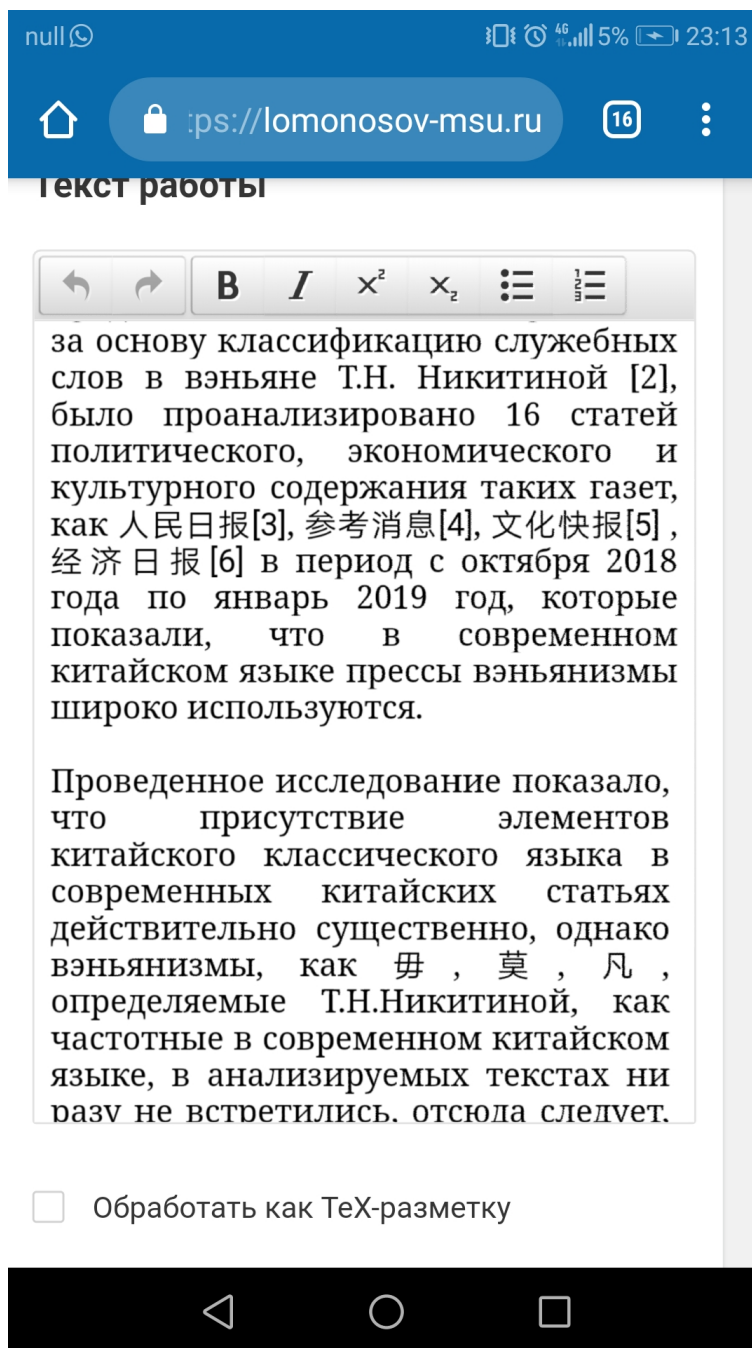 null
4G 5% 23:13
tps://lomonosov-msu.ru 16
Текст работы
B I x² x₂
за основу классификацию служебных
слов в вэньяне Т.Н. Никитиной [2],
было проанализировано 16 статей
политического, экономического и
культурного содержания таких газет,
как 人民日报[3], 参考消息[4], 文化快报[5] ,
经济日报[6] в период с октября 2018
года по январь 2019 год, которые
показали, что в современном
китайском языке прессы вэньянизмы
широко используются.
Проведенное исследование показало,
что присутствие элементов
китайского классического языка в
современных китайских статьях
действительно существенно, однако
вэньянизмы, как 毋 , 莫 , 凡 ,
определяемые Т.Н.Никитиной, как
частотные в современном китайском
языке, в анализируемых текстах ни
разу не встретились, отсюда следует,
Обработать как TeX-разметку